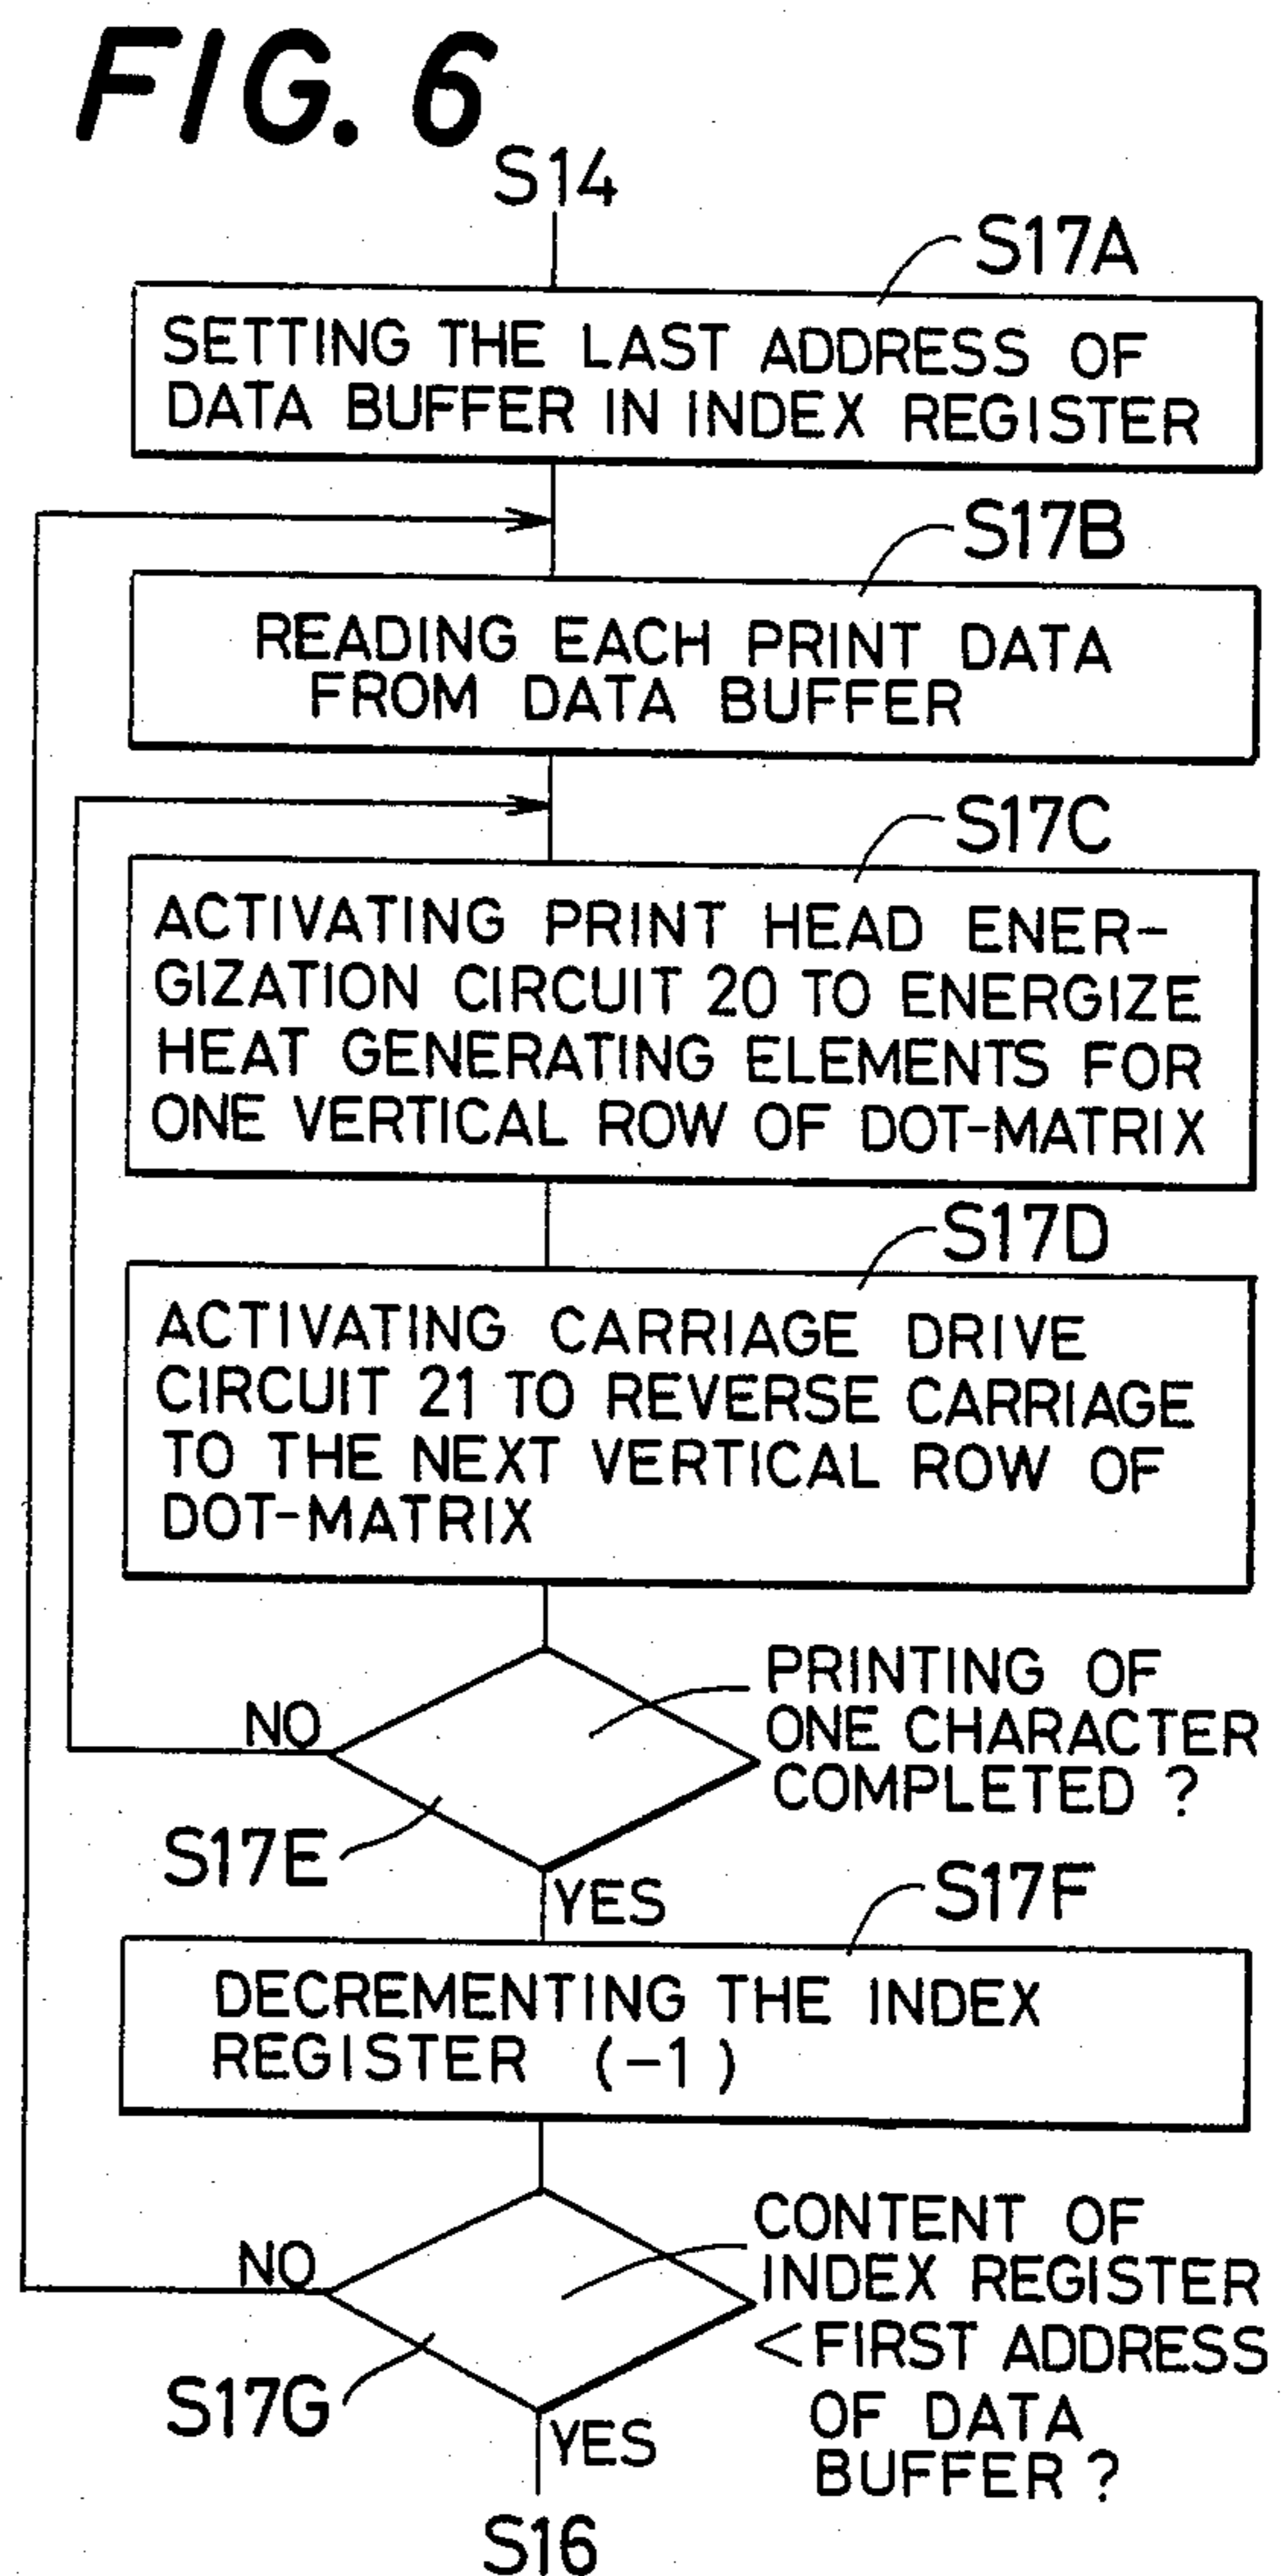 FIG. 6
S14
S17A
SETTING THE LAST ADDRESS OF
DATA BUFFER IN INDEX REGISTER
S17B
READING EACH PRINT DATA
FROM DATA BUFFER
S17C
ACTIVATING PRINT HEAD ENER-
GIZATION CIRCUIT 20 TO ENERGIZE
HEAT GENERATING ELEMENTS FOR
ONE VERTICAL ROW OF DOT-MATRIX
S17D
ACTIVATING CARRIAGE DRIVE
CIRCUIT 21 TO REVERSE CARRIAGE
TO THE NEXT VERTICAL ROW OF
DOT-MATRIX
PRINTING OF
ONE CHARACTER
COMPLETED ?
NO
S17E
YES
S17F
DECREMENTING THE INDEX
REGISTER (-1)
CONTENT OF
INDEX REGISTER
<FIRST ADDRESS
OF DATA
BUFFER ?
NO
S17G
YES
S16